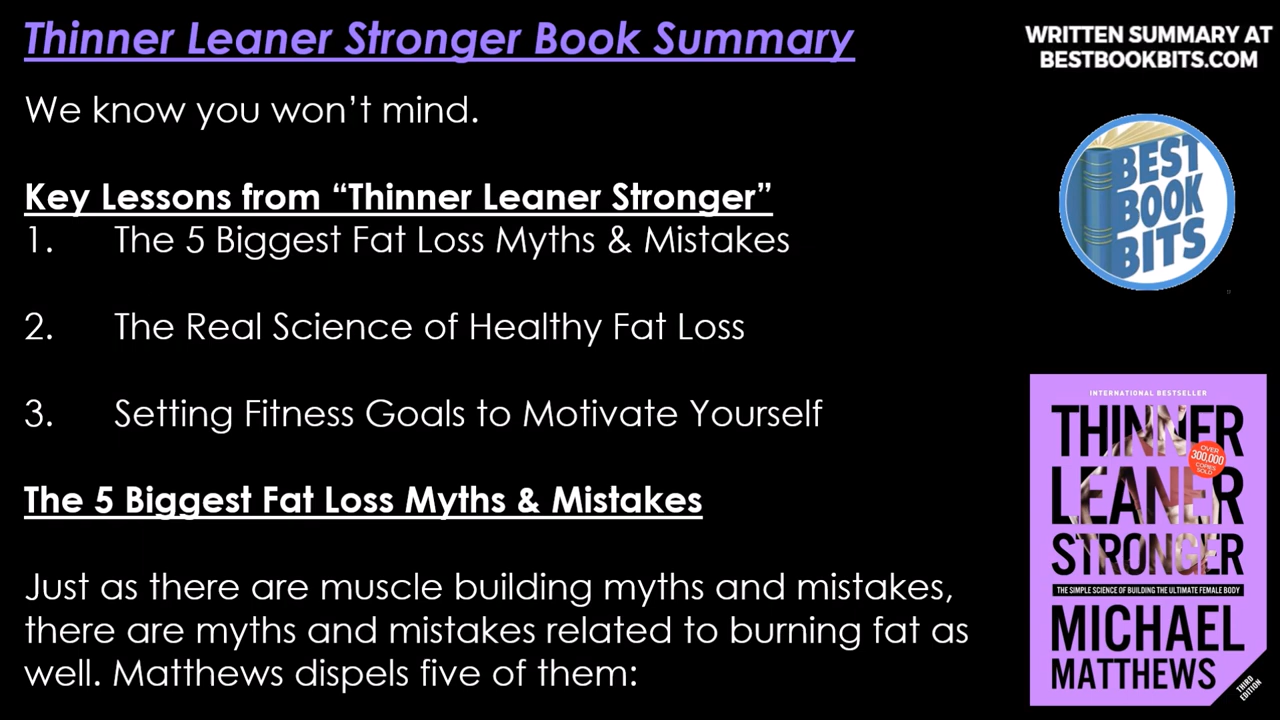 Thinner Leaner Stronger Book Summary
We know you won’t mind.
Key Lessons from “Thinner Leaner Stronger”
1. The 5 Biggest Fat Loss Myths & Mistakes
2. The Real Science of Healthy Fat Loss
3. Setting Fitness Goals to Motivate Yourself
The 5 Biggest Fat Loss Myths & Mistakes
Just as there are muscle building myths and mistakes,
there are myths and mistakes related to burning fat as
well. Matthews dispels five of them:
WRITTEN SUMMARY AT
BESTBOOKBITS.COM
BEST
BOOK
BITS
INTERNATIONAL BESTSELLER
THINNER
OVER
300,000
COPIES
SOLD
LEANER
STRONGER
THE SIMPLE SCIENCE OF BUILDING THE ULTIMATE FEMALE BODY
MICHAEL
MATTHEWS
THIRD
EDITION